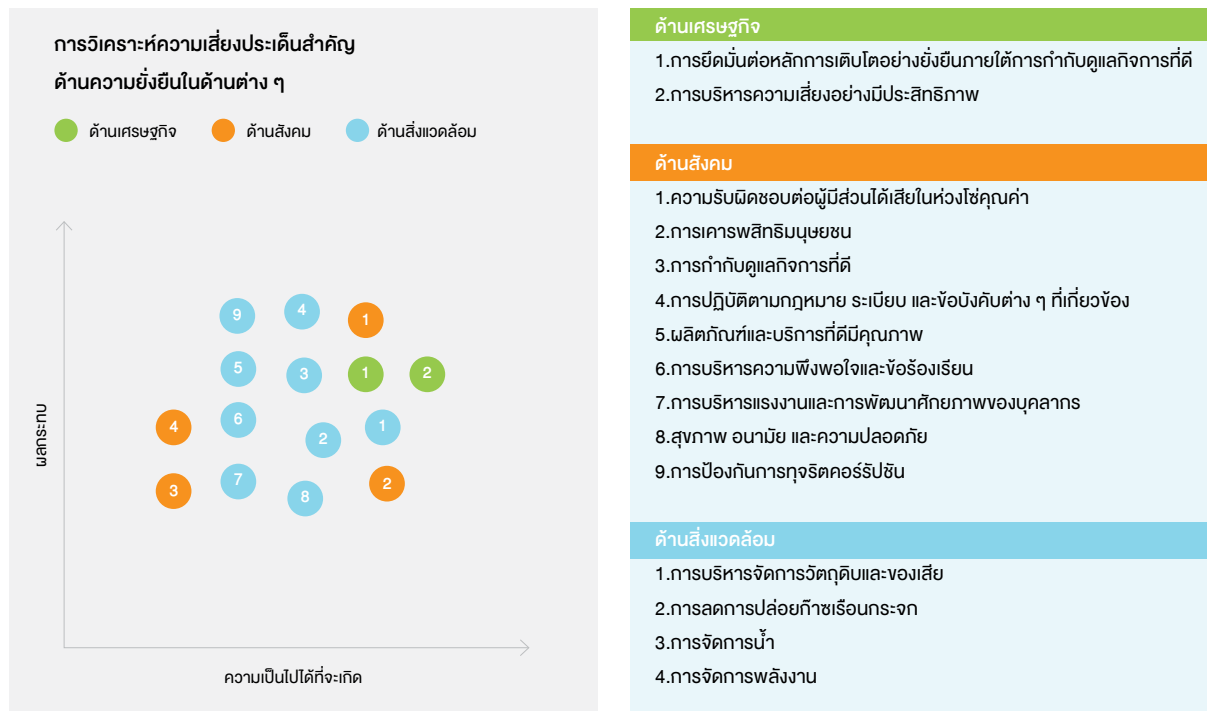 การวิเคราะห์ความเสี่ยงประเด็นสำคัญ
ด้านความยั่งยืนในด้านต่าง ๆ
ด้านเศรษฐกิจ ด้านสังคม ด้านสิ่งแวดล้อม
9 4 1
5 3 1 2
4 6 2 1
3 7 8 2
ผลกระทบ
ความเป็นไปได้ที่จะเกิด
ด้านเศรษฐกิจ
1.การยึดมั่นต่อหลักการเติบโตอย่างยั่งยืนภายใต้การกำกับดูแลกิจการที่ดี
2.การบริหารความเสี่ยงอย่างมีประสิทธิภาพ
ด้านสังคม
1.ความรับผิดชอบต่อผู้มีส่วนได้เสียในห่วงโซ่คุณค่า
2.การเคารพสิทธิมนุษยชน
3.การกำกับดูแลกิจการที่ดี
4.การปฏิบัติตามกฎหมาย ระเบียบ และข้อบังคับต่าง ๆ ที่เกี่ยวข้อง
5.ผลิตภัณฑ์และบริการที่ดีมีคุณภาพ
6.การบริหารความพึงพอใจและข้อร้องเรียน
7.การบริหารแรงงานและการพัฒนาศักยภาพของบุคลากร
8.สุขภาพ อนามัย และความปลอดภัย
9.การป้องกันการทุจริตคอร์รัปชัน
ด้านสิ่งแวดล้อม
1.การบริหารจัดการวัตถุดิบและของเสีย
2.การลดการปล่อยก๊าซเรือนกระจก
3.การจัดการน้ำ
4.การจัดการพลังงาน